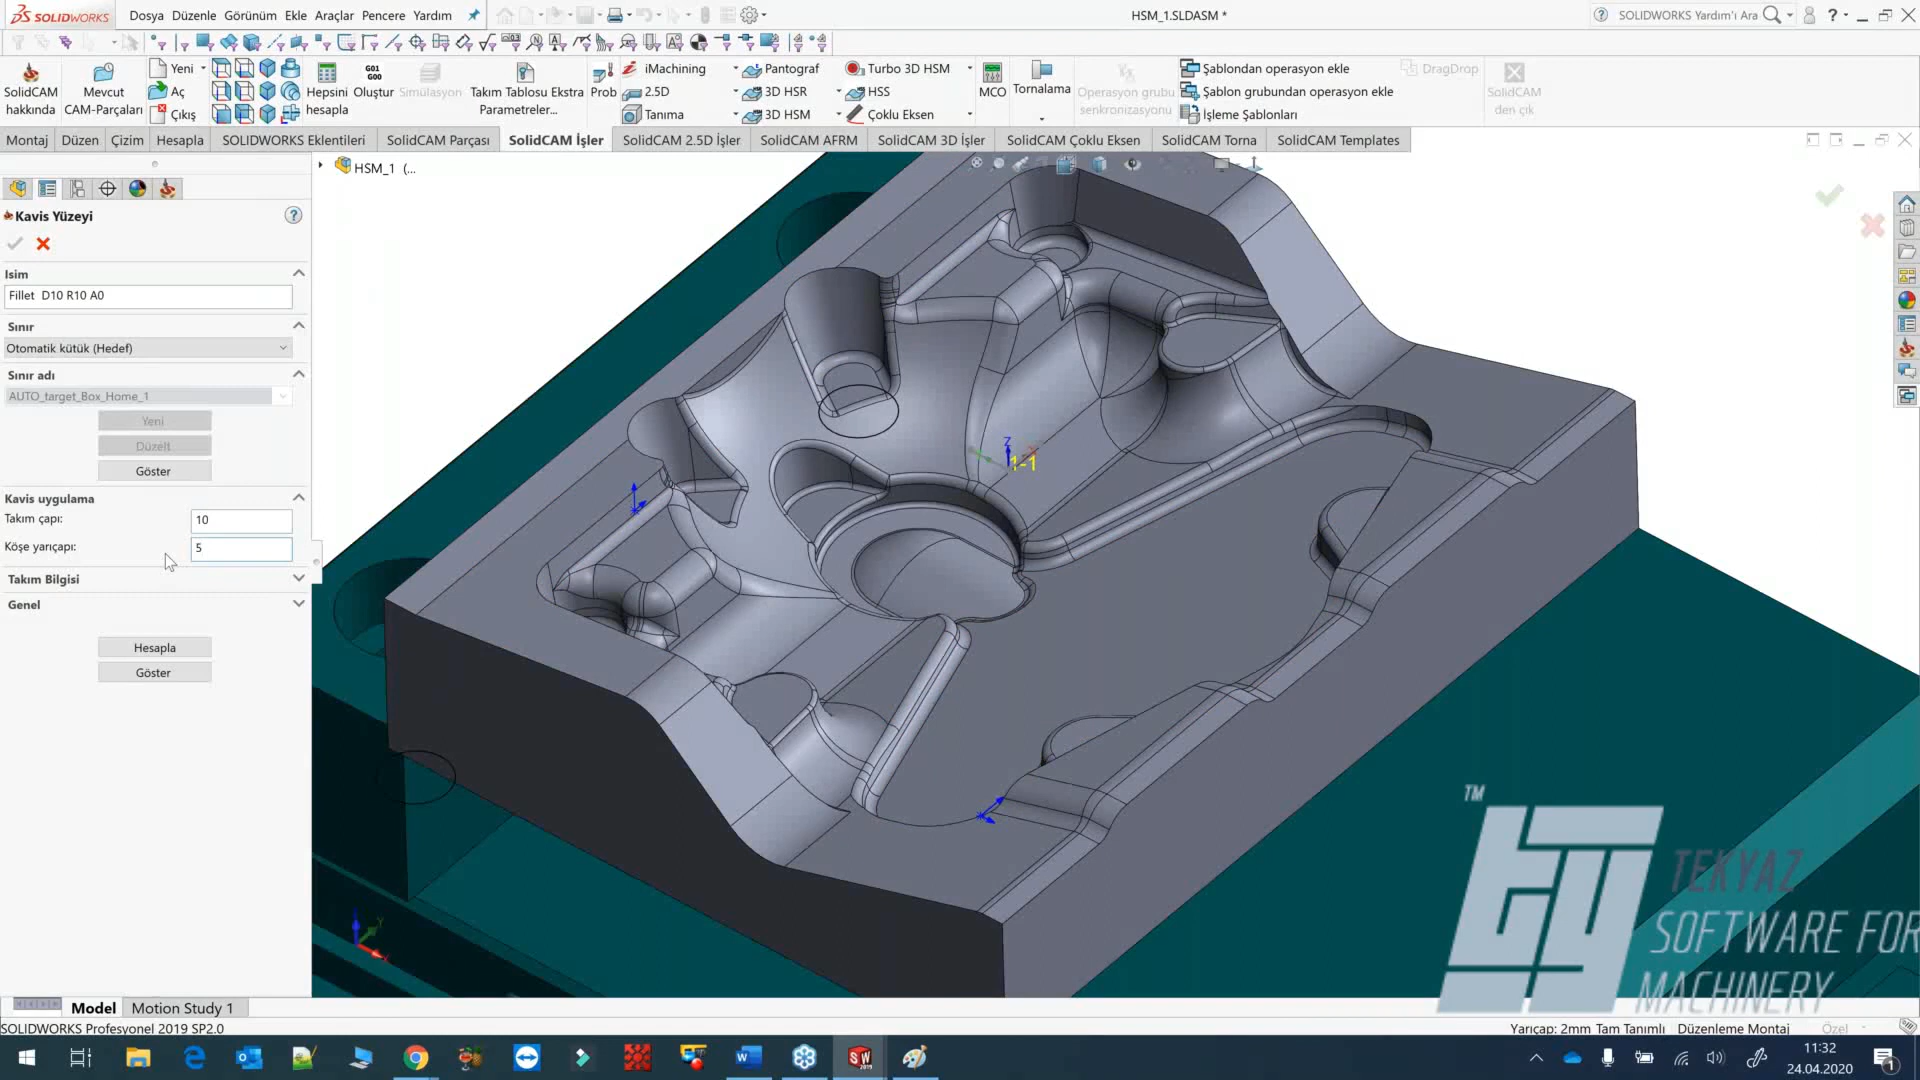 SOLIDWORKS
Dosya Düzenle Görünüm Ekle Araçlar Pencere Yardım
HSM_1.SLDASM *
SOLIDWORKS Yardım'ı Ara
SolidCAM hakkında
Mevcut CAM-Parçaları
Yeni
Aç
Çıkış
Hepsini hesapla
G01 G00
Oluştur
Simülasyon
Takım Tablosu Ekstra Parametreler...
Prob
iMachining
2.5D
Tanıma
Pantograf
3D HSR
3D HSM
Turbo 3D HSM
HSS
Çoklu Eksen
MCO
Tornalama
Operasyon grubu senkronizasyonu
Şablondan operasyon ekle
Şablon grubundan operasyon ekle
İşleme Şablonları
DragDrop
SolidCAM den çık
Montaj Düzen Çizim Hesapla SOLIDWORKS Eklentileri SolidCAM Parçası SolidCAM İşler SolidCAM 2.5D İşler SolidCAM AFRM SolidCAM 3D İşler SolidCAM Çoklu Eksen SolidCAM Torna SolidCAM Templates
HSM_1 (...
Kavis Yüzeyi
Isim
Fillet D10 R10 A0
Sınır
Otomatik kütük (Hedef)
Sınır adı
AUTO_target_Box_Home_1
Yeni
Düzelt
Göster
Kavis uygulama
Takım çapı: 10
Köşe yarıçapı: 5
Takım Bilgisi
Genel
Hesapla
Göster
Z
1-1
TM
TEKYAZ
SOFTWARE FOR
MACHINERY
Model Motion Study 1
SOLIDWORKS Profesyonel 2019 SP2.0
Yarıçap: 2mm Tam Tanımlı Düzenleme Montaj Özel
11:32
24.04.2020